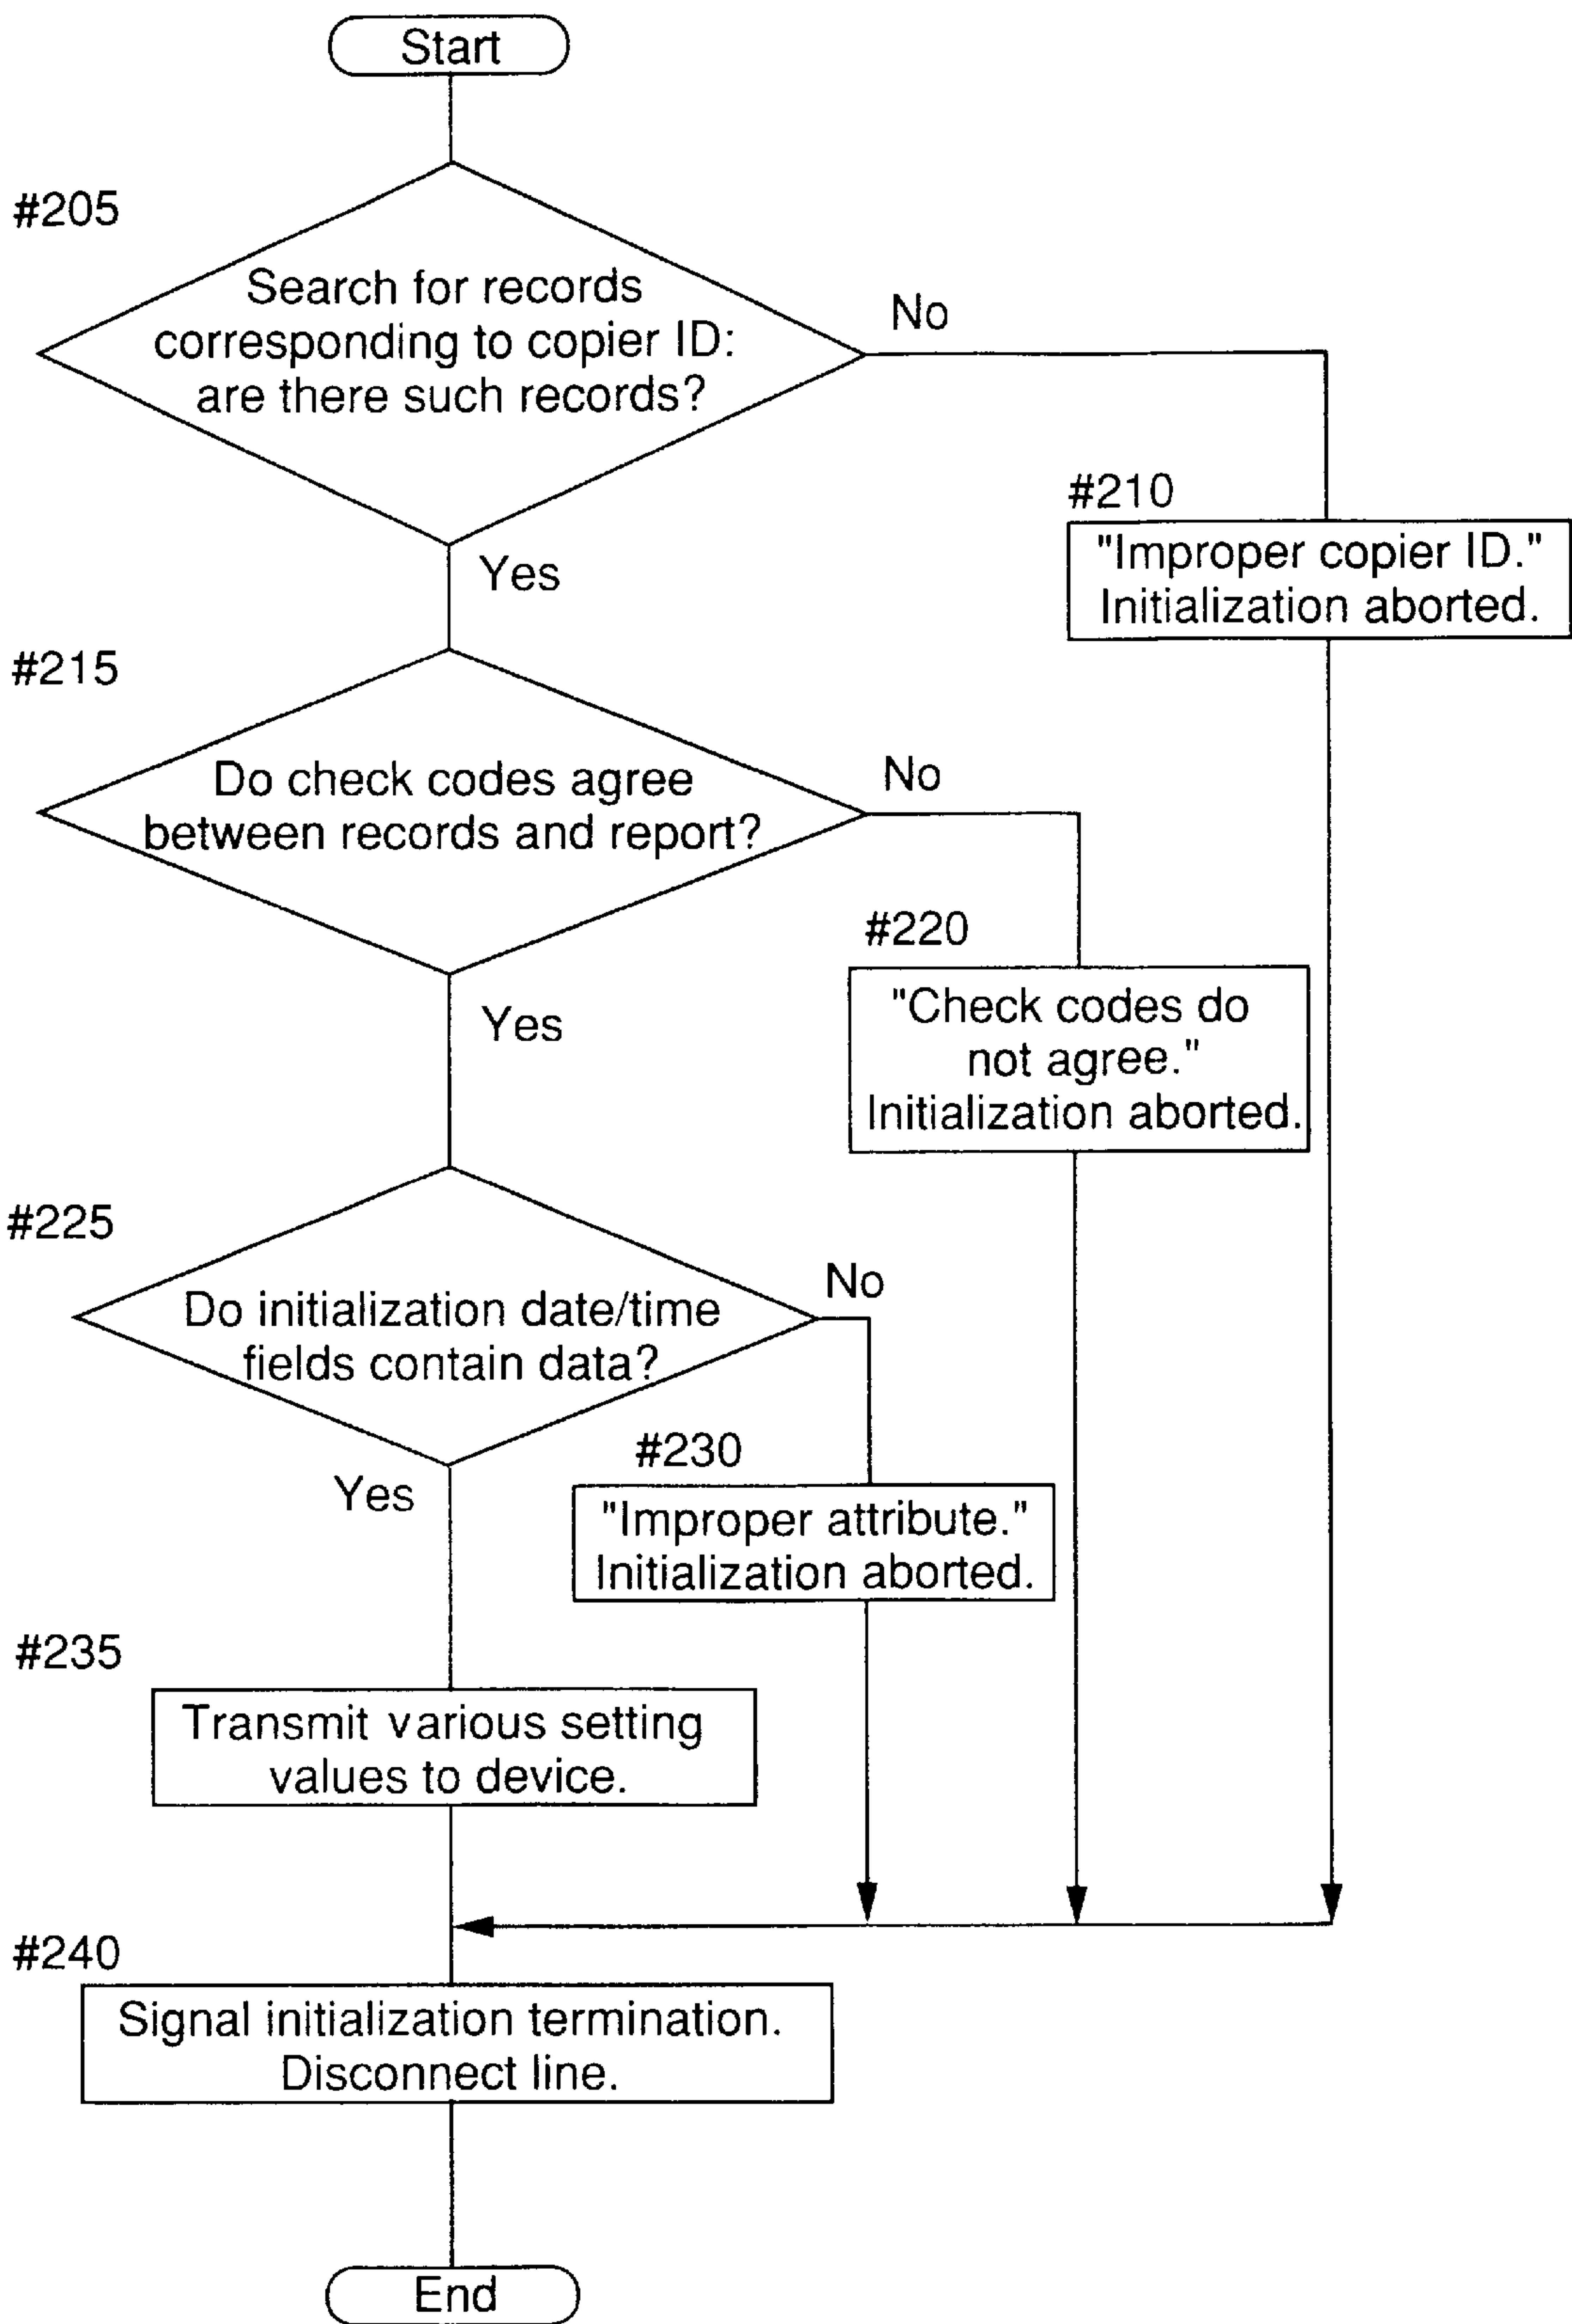 Start
#205
Search for records
corresponding to copier ID:
are there such records?
No
Yes
#210
"Improper copier ID."
Initialization aborted.
#215
Do check codes agree
between records and report?
No
Yes
#220
"Check codes do
not agree."
Initialization aborted.
#225
Do initialization date/time
fields contain data?
No
Yes
#230
"Improper attribute."
Initialization aborted.
#235
Transmit various setting
values to device.
#240
Signal initialization termination.
Disconnect line.
End